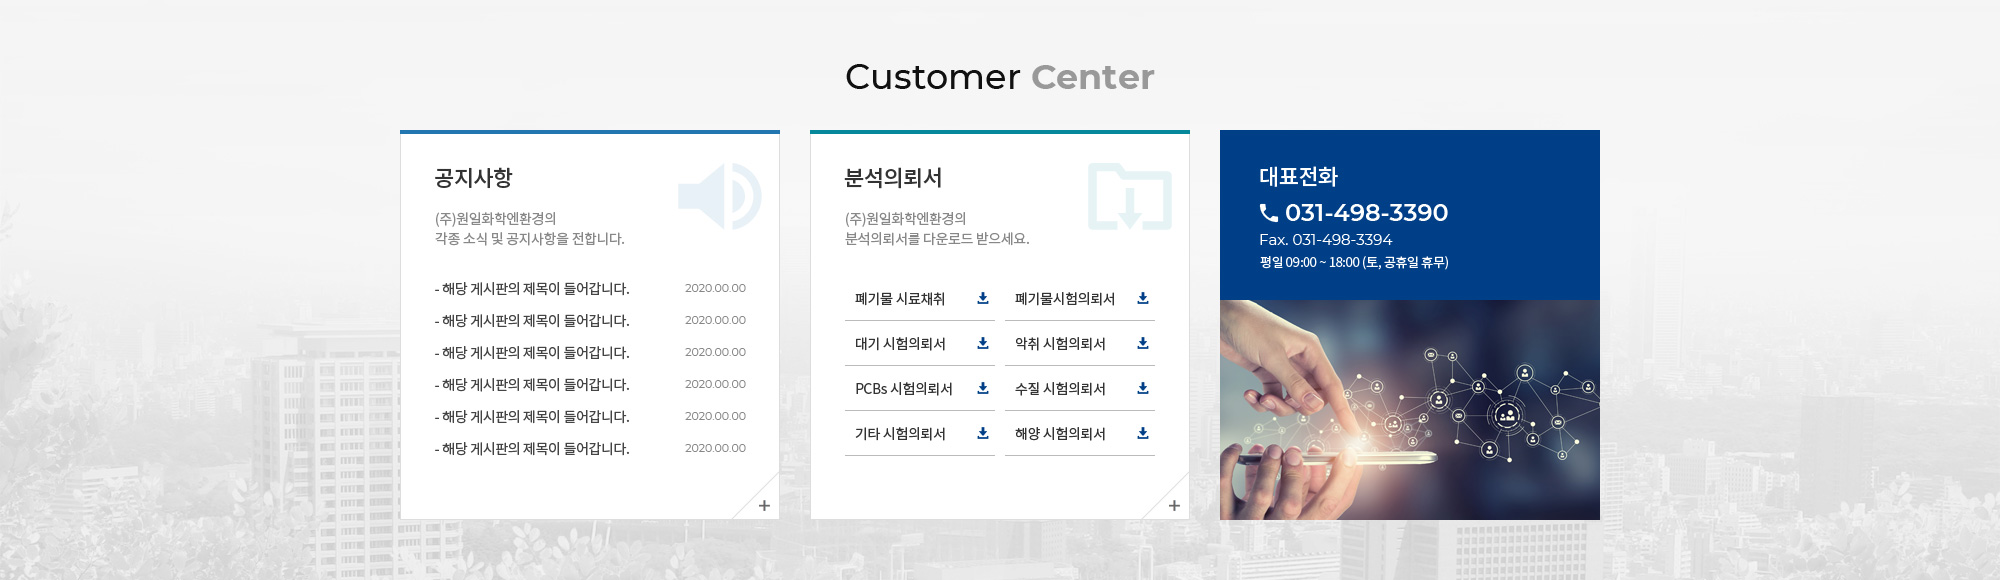 Customer Center
공지사항
(주)원일화학엔환경의
각종 소식 및 공지사항을 전합니다.
- 해당 게시판의 제목이 들어갑니다. 2020.00.00
- 해당 게시판의 제목이 들어갑니다. 2020.00.00
- 해당 게시판의 제목이 들어갑니다. 2020.00.00
- 해당 게시판의 제목이 들어갑니다. 2020.00.00
- 해당 게시판의 제목이 들어갑니다. 2020.00.00
- 해당 게시판의 제목이 들어갑니다. 2020.00.00
분석의뢰서
(주)원일화학엔환경의
분석의뢰서를 다운로드 받으세요.
폐기물 시료채취 폐기물시험의뢰서
대기 시험의뢰서 악취 시험의뢰서
PCBs 시험의뢰서 수질 시험의뢰서
기타 시험의뢰서 해양 시험의뢰서
대표전화
031-498-3390
Fax. 031-498-3394
평일 09:00 ~ 18:00 (토, 공휴일 휴무)